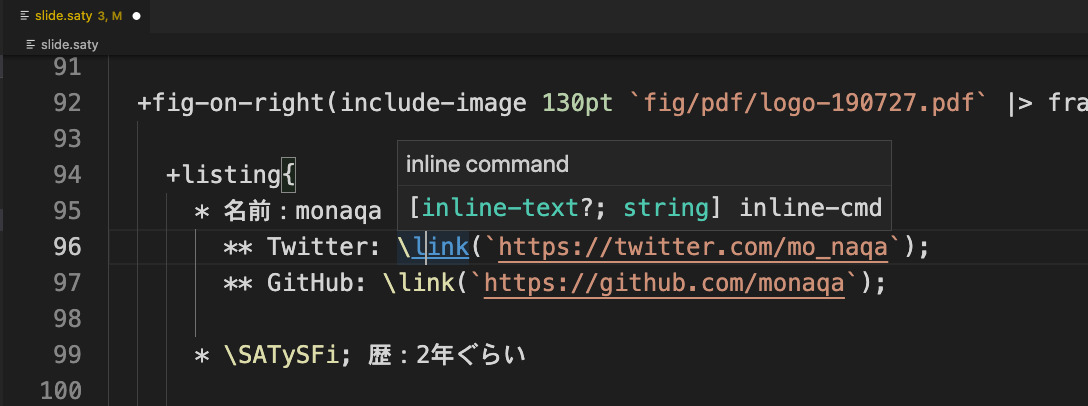 slide.saty 3, M
slide.saty
91
92 +fig-on-right(include-image 130pt `fig/pdf/logo-190727.pdf` |> fra
93
inline command
94 +listing{
[inline-text?; string] inline-cmd
95 * 名前：monaqa
96 ** Twitter: \link(`https://twitter.com/mo_naqa`);
97 ** GitHub: \link(`https://github.com/monaqa`);
98
99 * \SATySFi; 歴：2年ぐらい
100